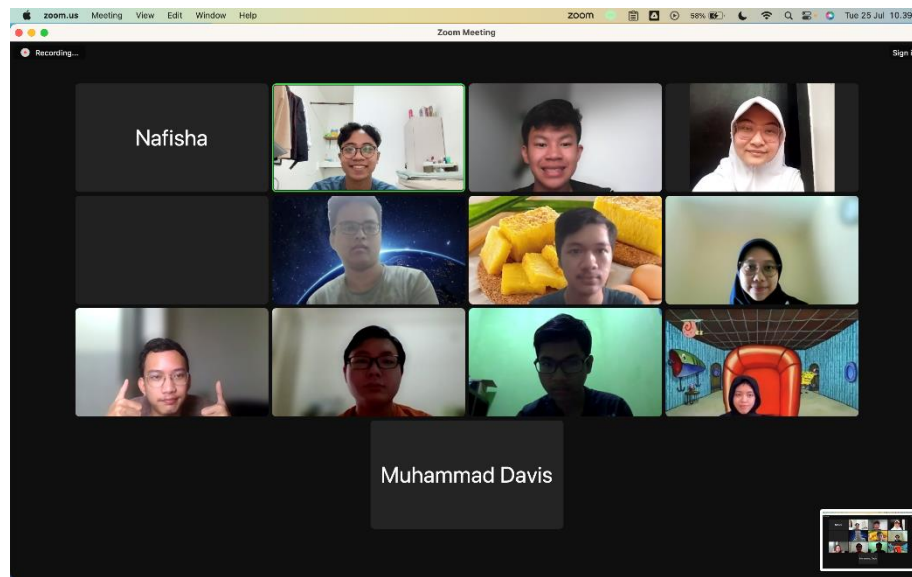 zoom.us Meeting View Edit Window Help
zoom 58% Tue 25 Jul 10.39
Zoom Meeting
Recording...
Sign i
Nafisha
Muhammad Davis